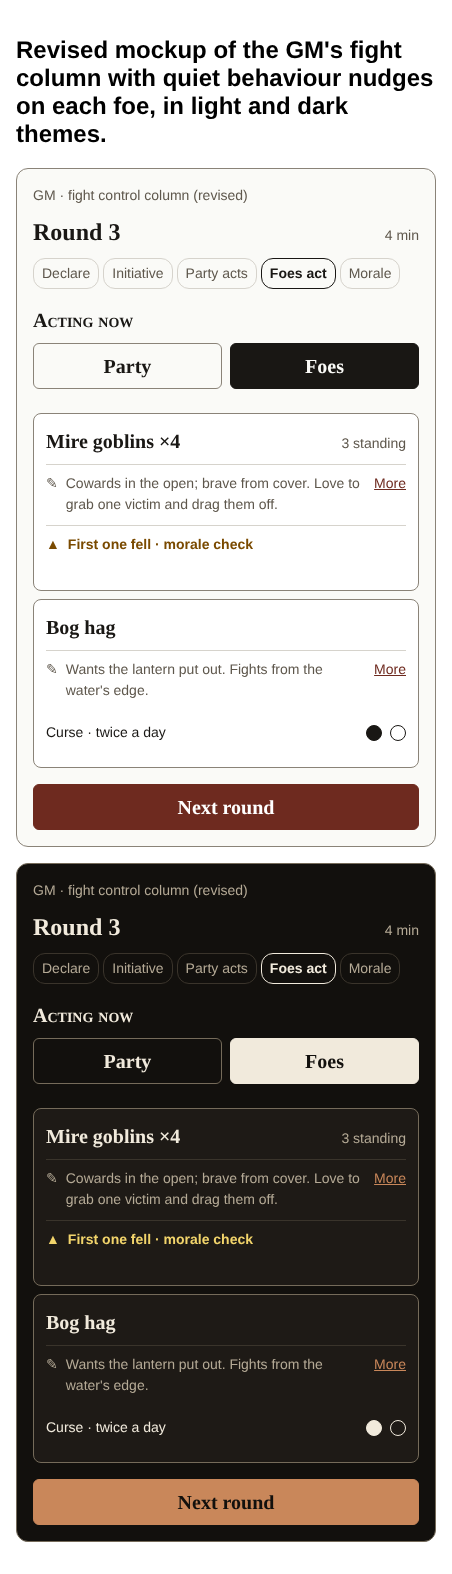 Revised mockup of the GM's fight
column with quiet behaviour nudges
on each foe, in light and dark
themes.
GM · fight control column (revised)
Round 3 4 min
Declare Initiative Party acts Foes act Morale
Acting now
Party Foes
Mire goblins ×4 3 standing
✎ Cowards in the open; brave from cover. Love to More
grab one victim and drag them off.
▲ First one fell · morale check
Bog hag
✎ Wants the lantern put out. Fights from the More
water's edge.
Curse · twice a day
Next round
GM · fight control column (revised)
Round 3 4 min
Declare Initiative Party acts Foes act Morale
Acting now
Party Foes
Mire goblins ×4 3 standing
✎ Cowards in the open; brave from cover. Love to More
grab one victim and drag them off.
▲ First one fell · morale check
Bog hag
✎ Wants the lantern put out. Fights from the More
water's edge.
Curse · twice a day
Next round